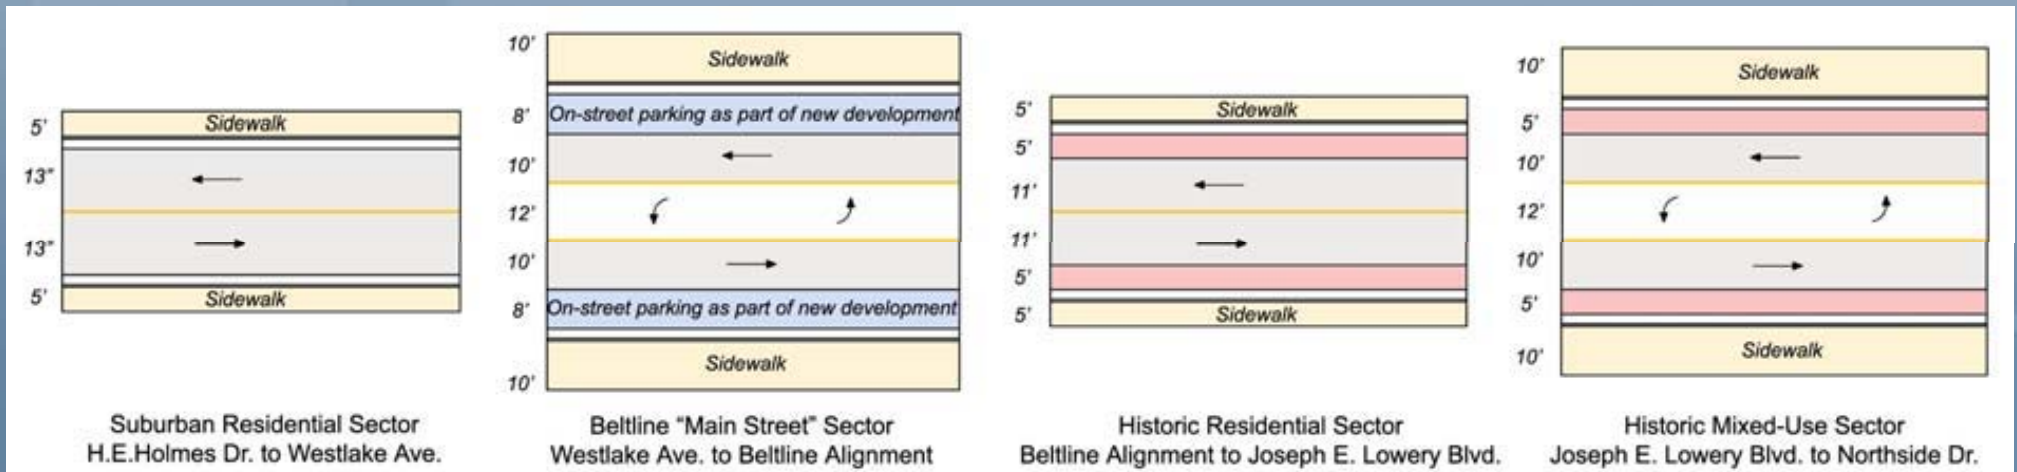 5'
Sidewalk
13"
13"
5'
Sidewalk
Suburban Residential Sector
H.E.Holmes Dr. to Westlake Ave.
10'
Sidewalk
8'
On-street parking as part of new development
10'
12'
10'
8'
On-street parking as part of new development
Sidewalk
10'
Beltline “Main Street” Sector
Westlake Ave. to Beltline Alignment
5'
Sidewalk
5'
11'
11'
5'
5'
Sidewalk
Historic Residential Sector
Beltline Alignment to Joseph E. Lowery Blvd.
10'
Sidewalk
5'
10'
12'
10'
5'
10'
Sidewalk
Historic Mixed-Use Sector
Joseph E. Lowery Blvd. to Northside Dr.